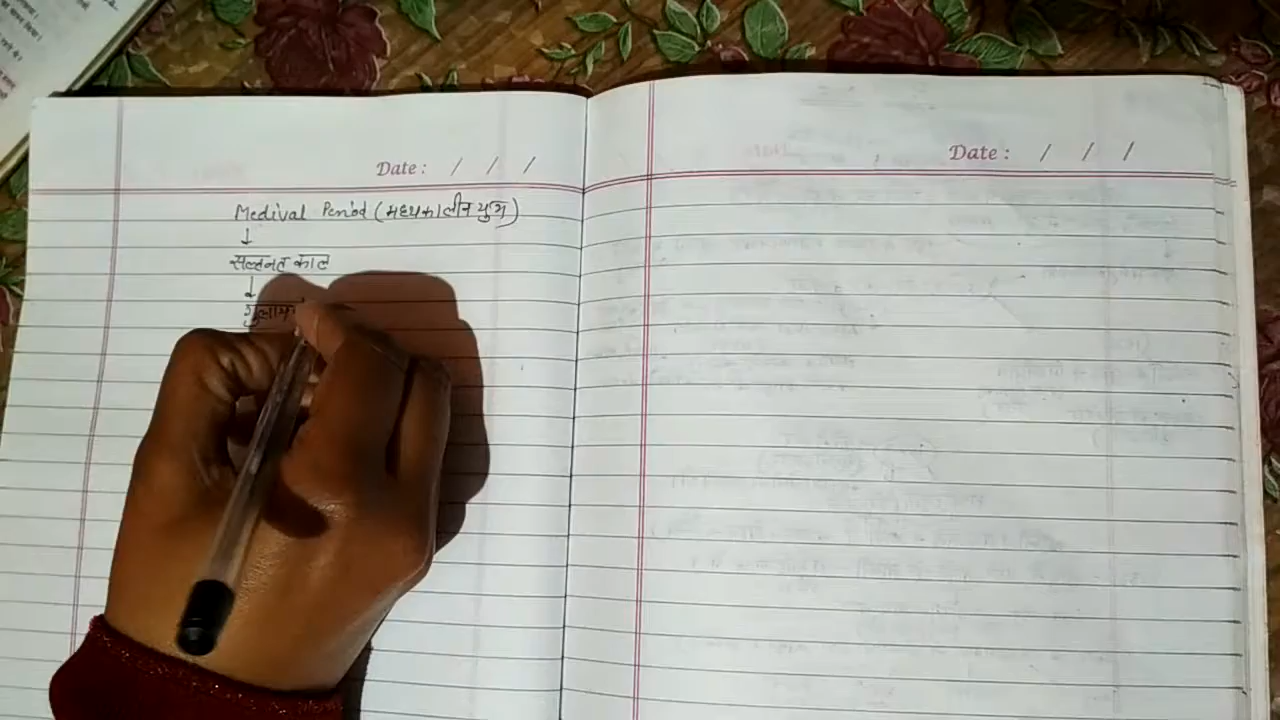 Date : / / /
Medival Period (मध्यकालीन युग)
↓
सल्तनत काल
↓
गुलाम
Date : / / /